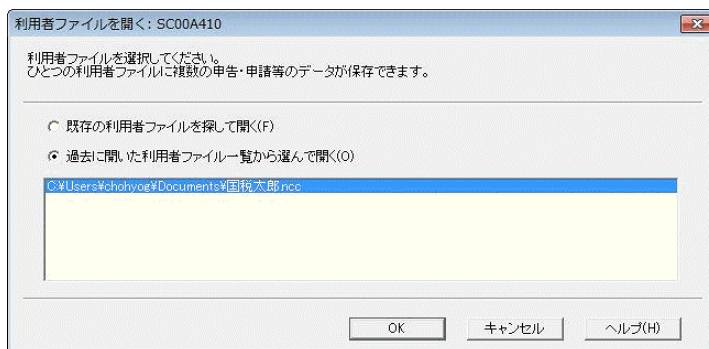 利用者ファイルを開く: SC00A410
利用者ファイルを選択してください。
ひとつの利用者ファイルに複数の申告・申請等のデータが保存できます。
既存の利用者ファイルを探して開く(F)
過去に開いた利用者ファイル一覧から選んで開く(O)
C:¥Users¥chohyog¥Documents¥国税太郎.ncc
OK
キャンセル
ヘルプ(H)